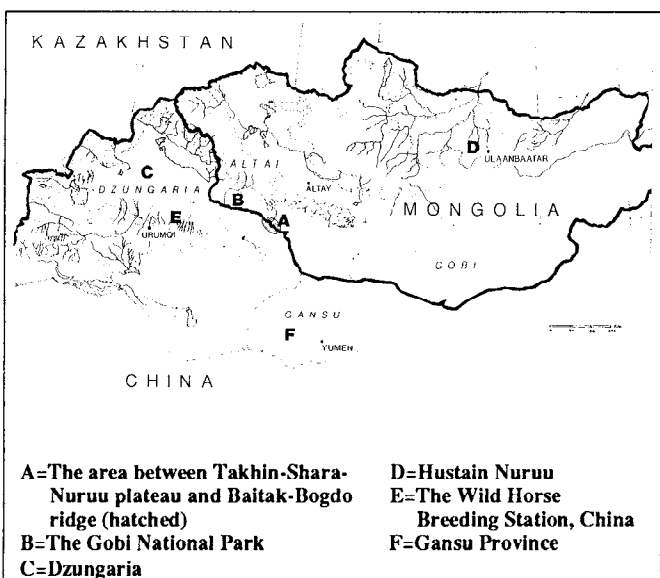 KAZAKHSTAN
C
DZUNGARIA
E
URUMQI
ALTAI
B
ALTAY
A
D
ULAANBAATAR
MONGOLIA
GOBI
GANSU
F
YUMEN
CHINA
A=The area between Takhin-Shara-
Nuruu plateau and Baitak-Bogdo
ridge (hatched)
B=The Gobi National Park
C=Dzungaria
D=Hustain Nuruu
E=The Wild Horse
Breeding Station, China
F=Gansu Province